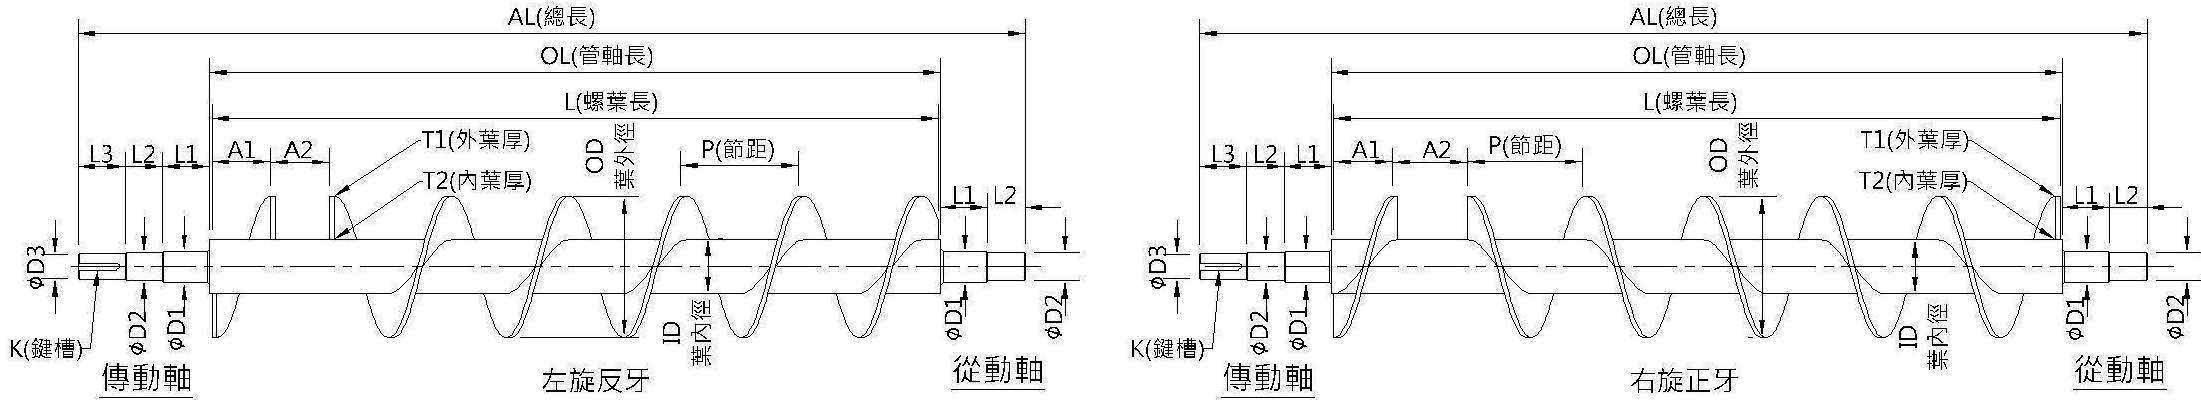 AL(總長)
OL(管軸長)
L(螺葉長)
L3 L2 L1 A1 A2
T1(外葉厚)
T2(內葉厚)
OD
葉外徑
P(節距)
L1 L2
φD3
K(鍵槽)
φD2
φD1
ID
葉內徑
φD1
φD2
傳動軸
左旋反牙
從動軸
AL(總長)
OL(管軸長)
L(螺葉長)
L3 L2 L1 A1 A2 P(節距)
OD
葉外徑
T1(外葉厚)
T2(內葉厚)
L1 L2
φD3
K(鍵槽)
φD2
φD1
ID
葉內徑
φD1
φD2
傳動軸
右旋正牙
從動軸